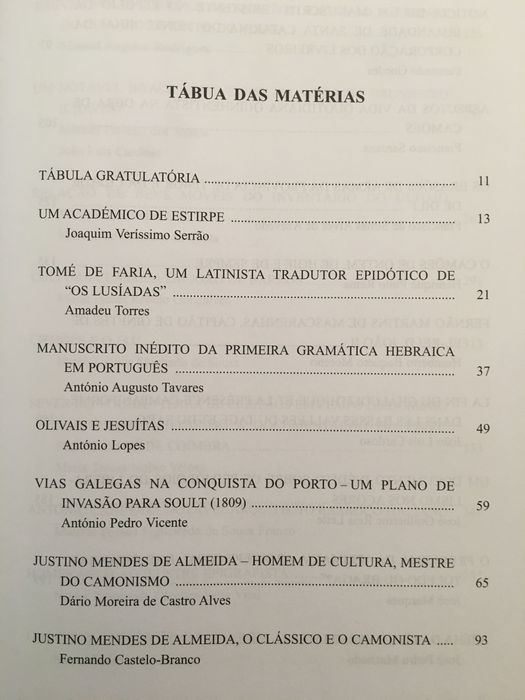 TÁBUA DAS MATÉRIAS
TÁBULA GRATULATÓRIA ........................................................ 11
UM ACADÉMICO DE ESTIRPE .................................................. 13
Joaquim Veríssimo Serrão
TOMÉ DE FARIA, UM LATINISTA TRADUTOR EPIDÓTICO DE
“OS LUSÍADAS” ................................................................ 21
Amadeu Torres
MANUSCRITO INÉDITO DA PRIMEIRA GRAMÁTICA HEBRAICA
EM PORTUGUÊS ................................................................ 37
António Augusto Tavares
OLIVAIS E JESUÍTAS ............................................................ 49
António Lopes
VIAS GALEGAS NA CONQUISTA DO PORTO – UM PLANO DE
INVASÃO PARA SOULT (1809) ............................................... 59
António Pedro Vicente
JUSTINO MENDES DE ALMEIDA – HOMEM DE CULTURA, MESTRE
DO CAMONISMO ................................................................ 65
Dário Moreira de Castro Alves
JUSTINO MENDES DE ALMEIDA, O CLÁSSICO E O CAMONISTA ..... 93
Fernando Castelo-Branco